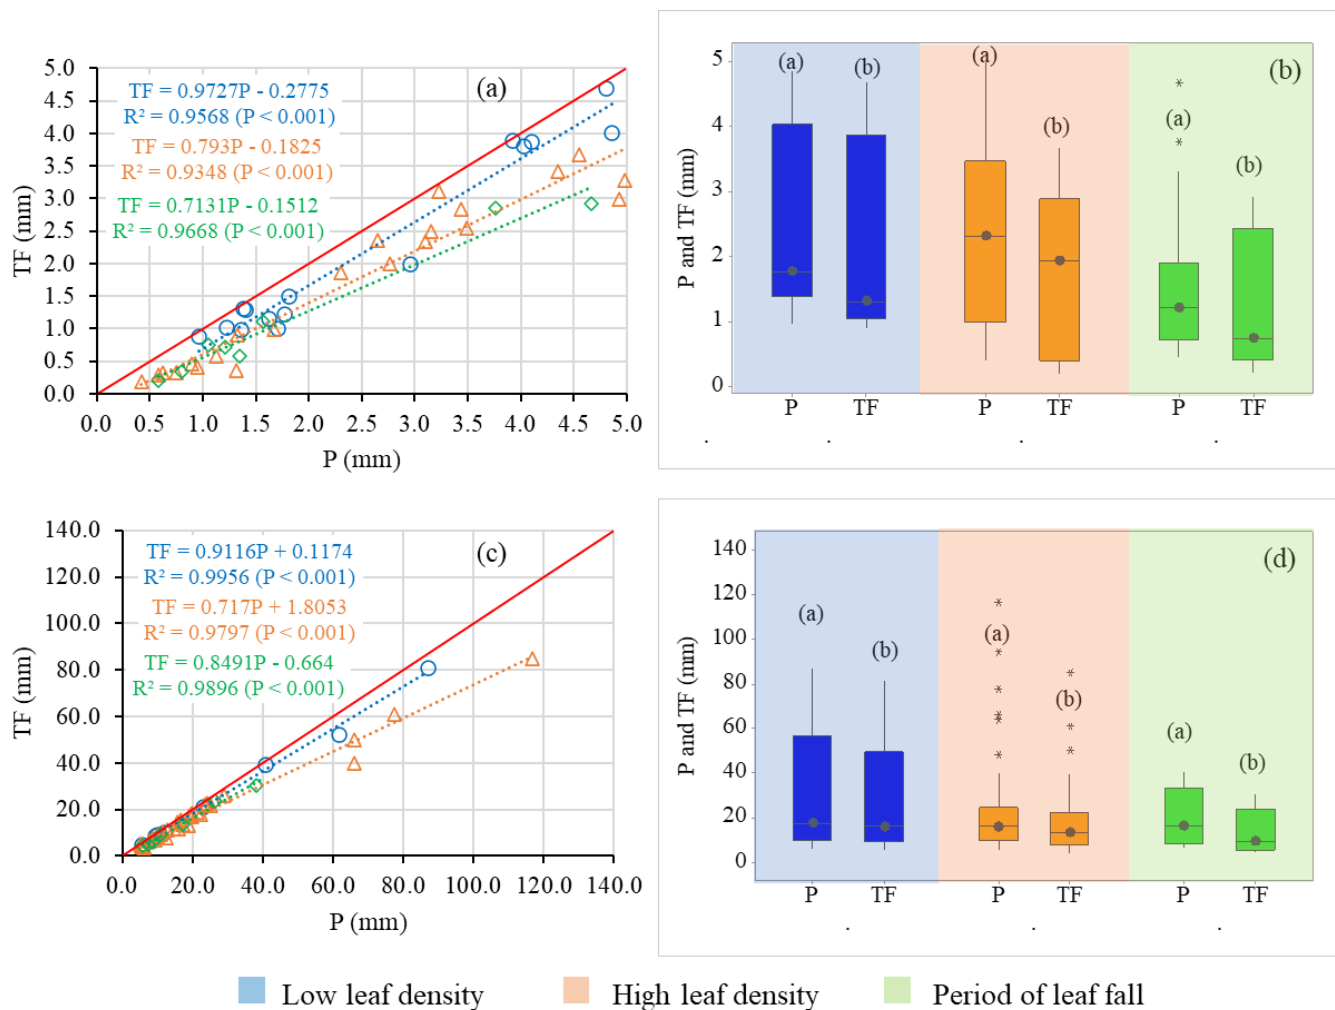 5.0
4.5
4.0
3.5
3.0
2.5
2.0
1.5
1.0
0.5
0.0
TF (mm)
TF = 0.9727P - 0.2775
R² = 0.9568 (P < 0.001)
TF = 0.793P - 0.1825
R² = 0.9348 (P < 0.001)
TF = 0.7131P - 0.1512
R² = 0.9668 (P < 0.001)
(a)
0.0 0.5 1.0 1.5 2.0 2.5 3.0 3.5 4.0 4.5 5.0
P (mm)
5
4
3
2
1
0
P and TF (mm)
(a) (b) (a) (b) (a) (b)
(b)
P TF P TF P TF
140.0
120.0
100.0
80.0
60.0
40.0
20.0
0.0
TF (mm)
TF = 0.9116P + 0.1174
R² = 0.9956 (P < 0.001)
TF = 0.717P + 1.8053
R² = 0.9797 (P < 0.001)
TF = 0.8491P - 0.664
R² = 0.9896 (P < 0.001)
(c)
0.0 20.0 40.0 60.0 80.0 100.0 120.0 140.0
P (mm)
140
120
100
80
60
40
20
0
P and TF (mm)
(a) (b) (a) (b) (a) (b)
(d)
P TF P TF P TF
Low leaf density High leaf density Period of leaf fall